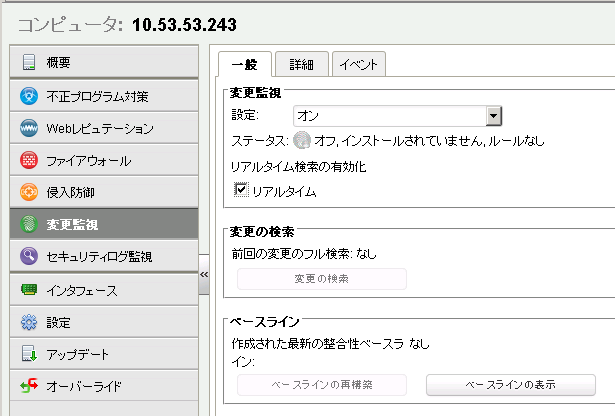 コンピュータ: 10.53.53.243
概要
不正プログラム対策
Webレピュテーション
ファイアウォール
侵入防御
変更監視
セキュリティログ監視
インタフェース
設定
アップデート
オーバーライド
«
一般 詳細 イベント
変更監視
設定: オン
ステータス: オフ, インストールされていません, ルールなし
リアルタイム検索の有効化
リアルタイム
変更の検索
前回の変更のフル検索: なし
変更の検索
ベースライン
作成された最新の整合性ベースラ なし
イン:
ベースラインの再構築 ベースラインの表示